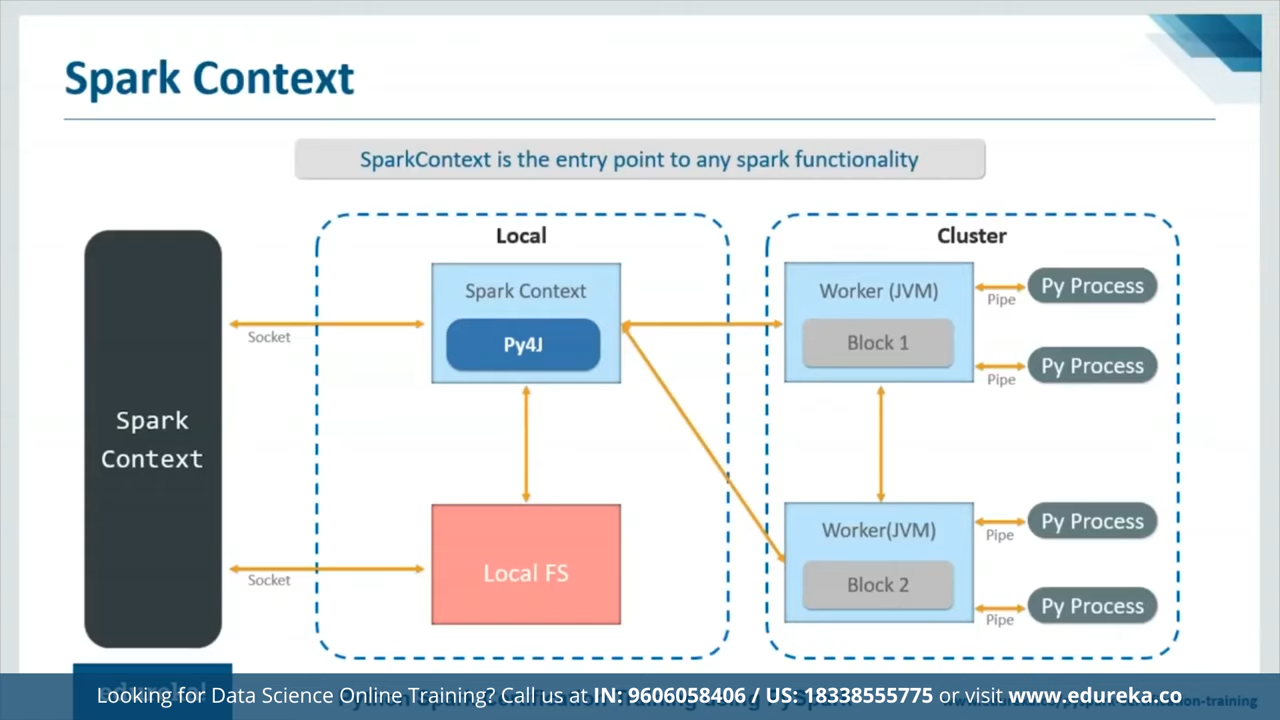 Spark Context
SparkContext is the entry point to any spark functionality
Local
Cluster
Spark
Context
Socket
Socket
Spark Context
Py4J
Local FS
Worker (JVM)
Block 1
Pipe
Py Process
Pipe
Py Process
Worker(JVM)
Block 2
Pipe
Py Process
Pipe
Py Process
Looking for Data Science Online Training? Call us at IN: 9606058406 / US: 18338555775 or visit www.edureka.co